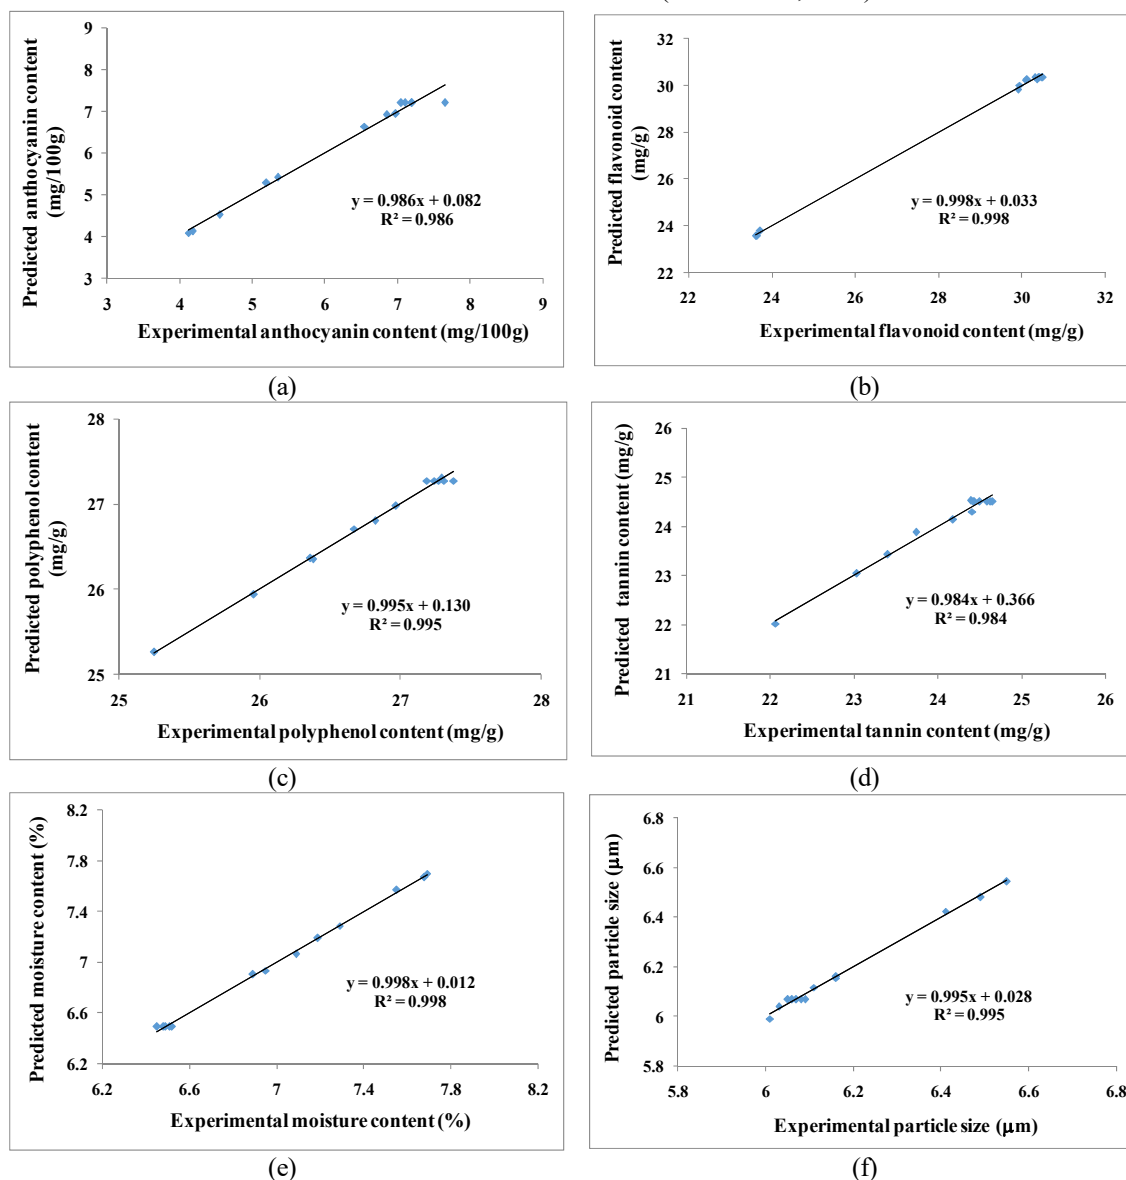 9
8
7
6
5
4
3
3 4 5 6 7 8 9
Predicted anthocyanin content
(mg/100g)
y = 0.986x + 0.082
R² = 0.986
Experimental anthocyanin content (mg/100g)
(a)
32
30
28
26
24
22
22 24 26 28 30 32
Predicted flavonoid content
(mg/g)
y = 0.998x + 0.033
R² = 0.998
Experimental flavonoid content (mg/g)
(b)
28
27
26
25
25 26 27 28
Predicted polyphenol content
(mg/g)
y = 0.995x + 0.130
R² = 0.995
Experimental polyphenol content (mg/g)
(c)
26
25
24
23
22
21
21 22 23 24 25 26
Predicted tannin content (mg/g)
y = 0.984x + 0.366
R² = 0.984
Experimental tannin content (mg/g)
(d)
8.2
7.8
7.4
7
6.6
6.2
6.2 6.6 7 7.4 7.8 8.2
Predicted moisture content (%)
y = 0.998x + 0.012
R² = 0.998
Experimental moisture content (%)
(e)
6.8
6.6
6.4
6.2
6
5.8
5.8 6 6.2 6.4 6.6 6.8
Predicted particle size (µm)
y = 0.995x + 0.028
R² = 0.995
Experimental particle size (µm)
(f)